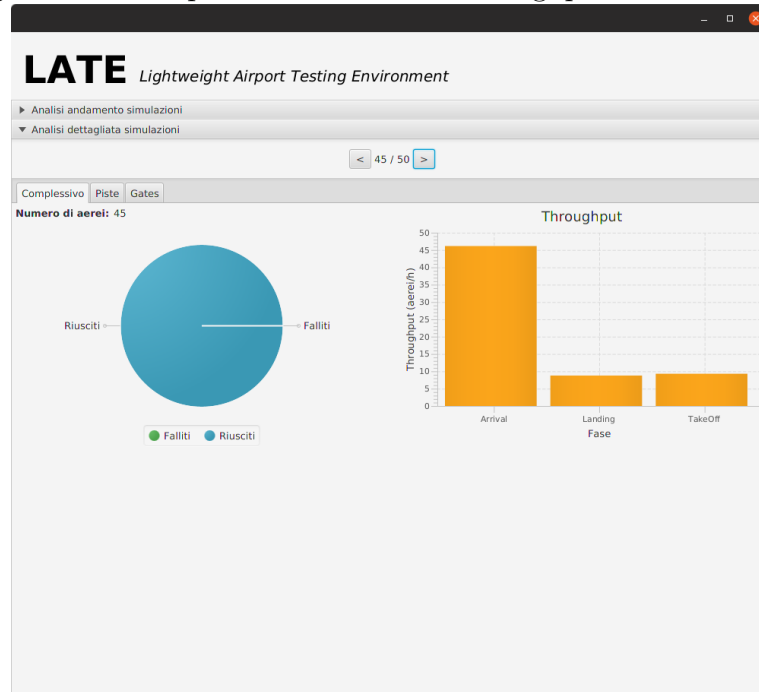 LATE Lightweight Airport Testing Environment
Analisi andamento simulazioni
Analisi dettagliata simulazioni
< 45 / 50 >
Complessivo Piste Gates
Numero di aerei: 45
Riusciti
Falliti
Falliti Riusciti
Throughput
Throughput (aerei/h)
50
45
40
35
30
25
20
15
10
5
0
Arrival Landing TakeOff
Fase